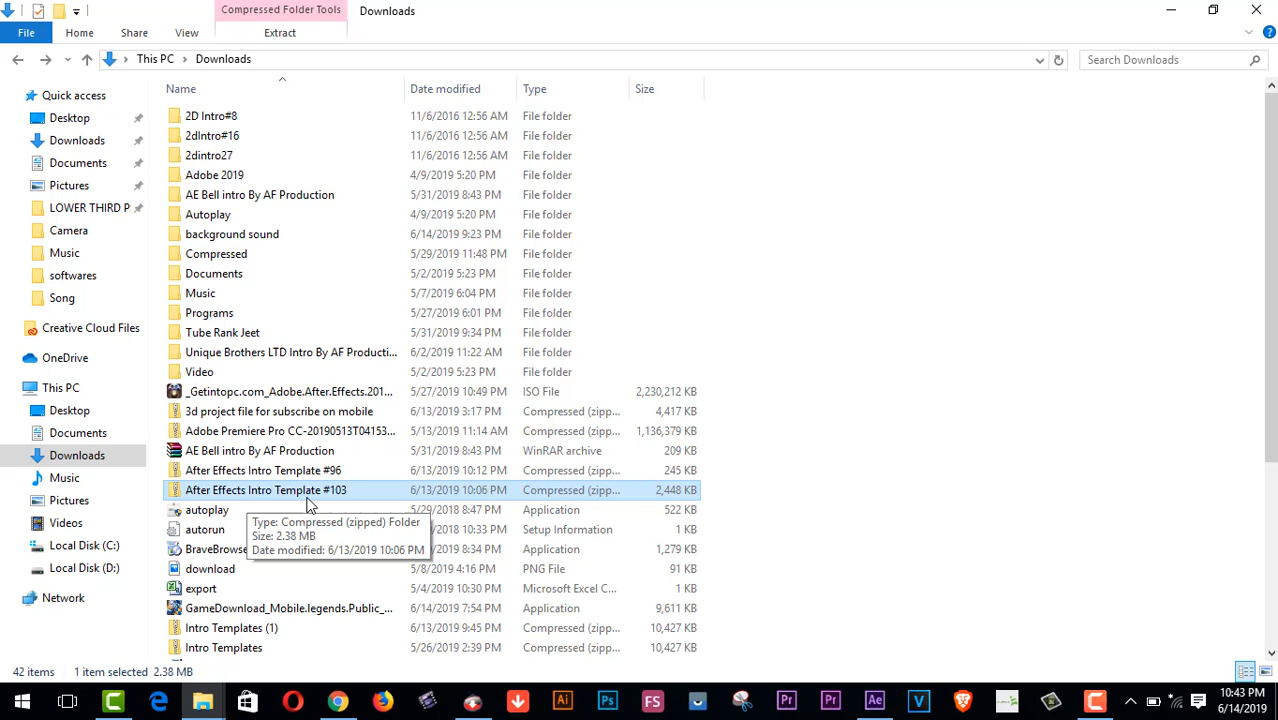 Compressed Folder Tools
Downloads
File
Home
Share
View
Extract
This PC
Downloads
Search Downloads
Name
Date modified
Type
Size
Quick access
Desktop
Downloads
Documents
Pictures
LOWER THIRD P
Camera
Music
softwares
Song
Creative Cloud Files
OneDrive
This PC
Desktop
Documents
Downloads
Music
Pictures
Videos
Local Disk (C:)
Local Disk (D:)
Network
2D Intro#8 11/6/2016 12:56 AM File folder
2dIntro#16 11/6/2016 12:56 AM File folder
2dintro27 11/6/2016 12:56 AM File folder
Adobe 2019 4/9/2019 5:20 PM File folder
AE Bell intro By AF Production 5/31/2019 8:43 PM File folder
Autoplay 4/9/2019 5:20 PM File folder
background sound 6/14/2019 9:23 PM File folder
Compressed 5/29/2019 11:48 PM File folder
Documents 5/2/2019 5:23 PM File folder
Music 5/7/2019 6:04 PM File folder
Programs 5/27/2019 6:01 PM File folder
Tube Rank Jeet 5/31/2019 9:34 PM File folder
Unique Brothers LTD Intro By AF Producti... 6/2/2019 11:22 AM File folder
Video 5/2/2019 5:23 PM File folder
_Getintopc.com_Adobe.After.Effects.201... 5/27/2019 10:49 PM ISO File 2,230,212 KB
3d project file for subscribe on mobile 6/13/2019 3:17 PM Compressed (zipp... 4,417 KB
Adobe Premiere Pro CC-20190513T04153... 5/13/2019 11:14 AM Compressed (zipp... 1,136,379 KB
AE Bell intro By AF Production 5/31/2019 8:43 PM WinRAR archive 209 KB
After Effects Intro Template #96 6/13/2019 10:12 PM Compressed (zipp... 245 KB
After Effects Intro Template #103 6/13/2019 10:06 PM Compressed (zipp... 2,448 KB
autoplay /2018 8:47 PM Application 522 KB
autorun /2018 10:33 PM Setup Information 1 KB
BraveBrowse /2019 8:34 PM Application 1,279 KB
download 5/8/2019 4:16 PM PNG File 91 KB
export 5/4/2019 10:30 PM Microsoft Excel C... 1 KB
GameDownload_Mobile.legends.Public_... 6/14/2019 7:54 PM Application 9,611 KB
Intro Templates (1) 6/13/2019 9:45 PM Compressed (zipp... 10,427 KB
Intro Templates 5/26/2019 2:39 PM Compressed (zipp... 10,427 KB
Type: Compressed (zipped) Folder
Size: 2.38 MB
Date modified: 6/13/2019 10:06 PM
42 items 1 item selected 2.38 MB
Ai
Ps
FS
Pr
Pr
Ae
V
10:43 PM
6/14/2019